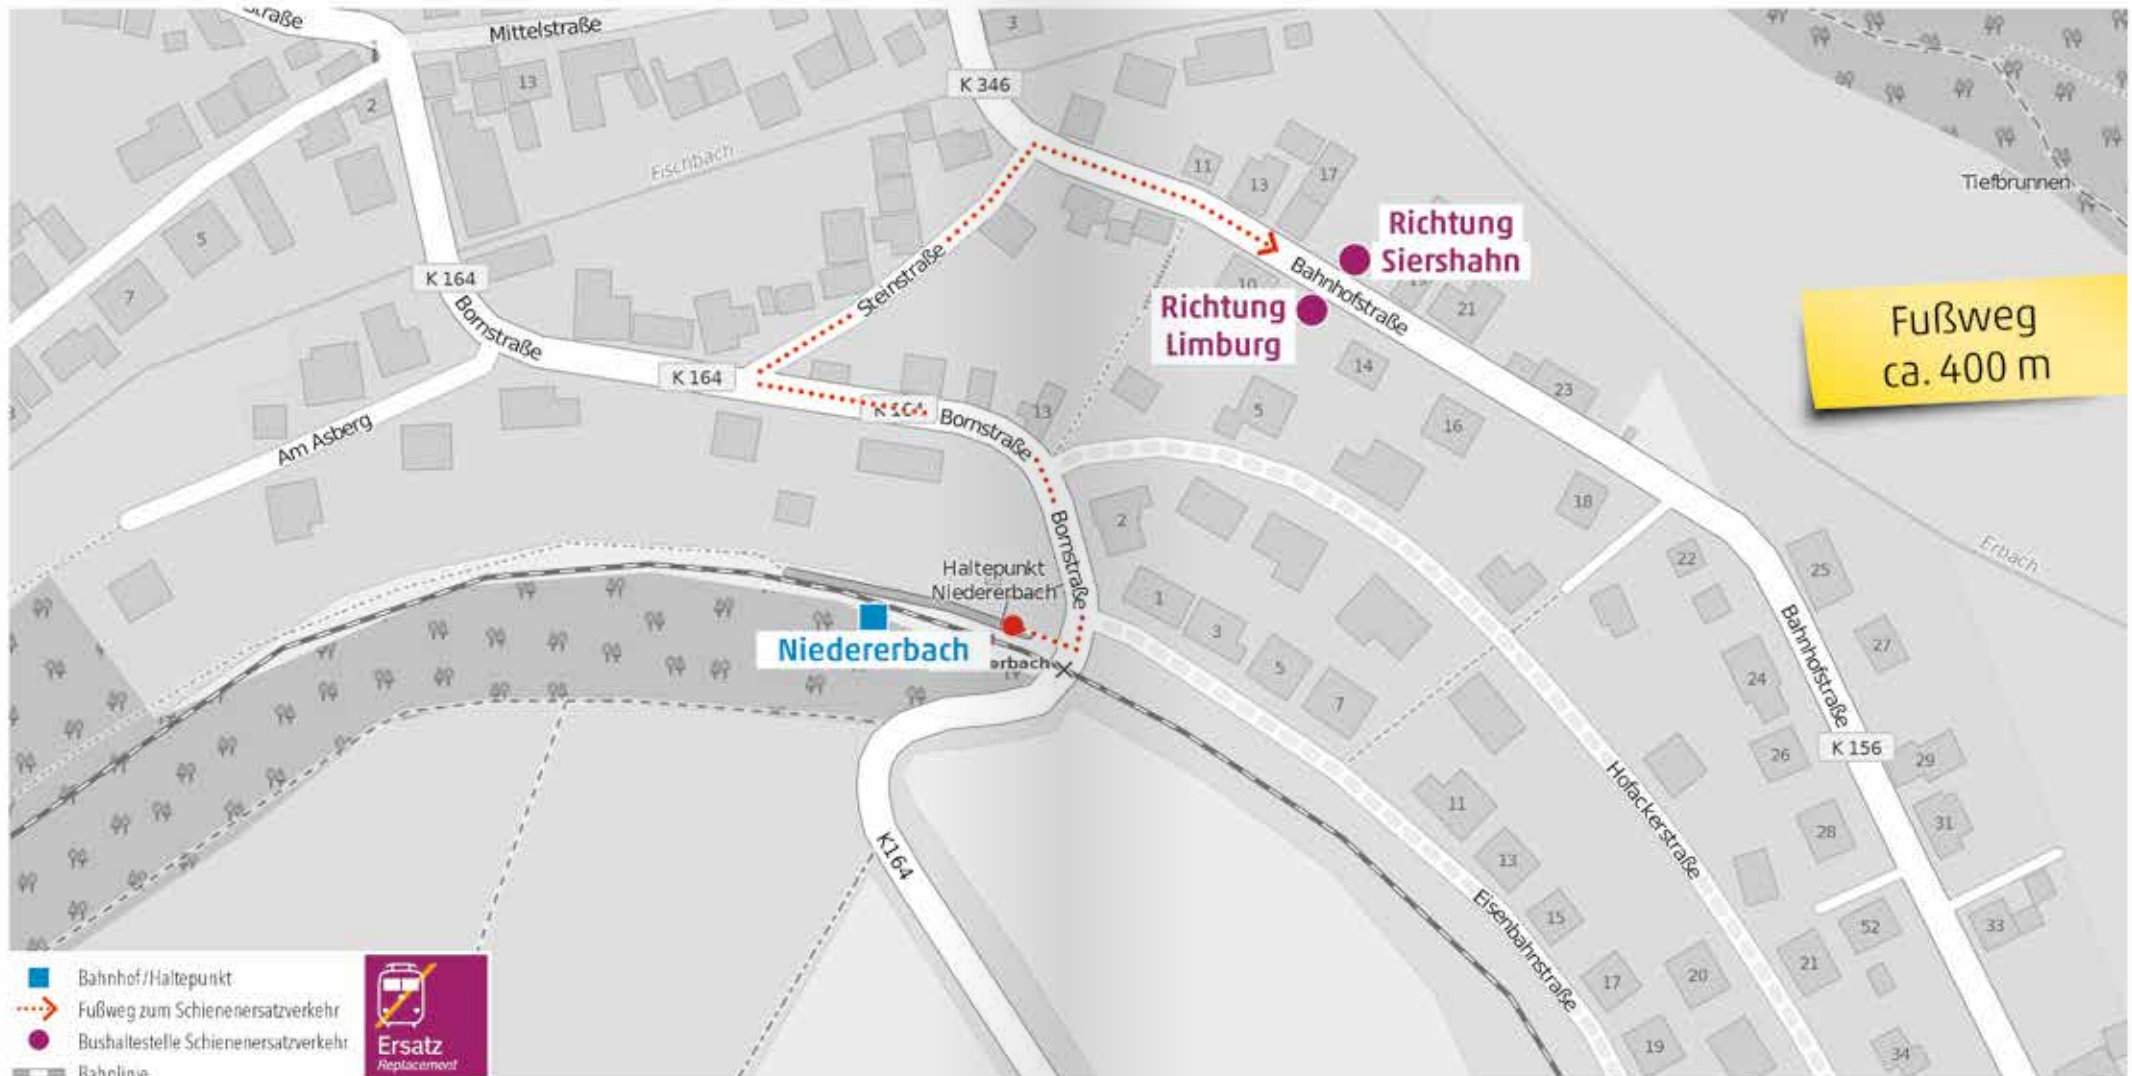 straße
Mittelstraße
3
K 346
13
2
Fischbach
11
13
17
Tiefbrunnen
Richtung
Siershahn
5
Steinstraße
K 164
7
Bornstraße
10
Bahnhofstraße
19
21
Richtung
Limburg
Fußweg
ca. 400 m
14
K 164
K 164
23
13
5
Bornstraße
16
Am Asberg
18
2
Bornstraße
22
25
Erbach
Haltepunkt
Niedererbach
1
3
Niedererbach
erbach
5
7
27
24
Bahnhofstraße
26
K 156
29
Hofackerstraße
11
28
31
13
K164
Eisenbahnstraße
15
52
33
21
17
20
19
34
Bahnhof/Haltepunkt
Fußweg zum Schienenersatzverkehr
Bushaltestelle Schienenersatzverkehr
Bahnlinie
Ersatz
Replacement